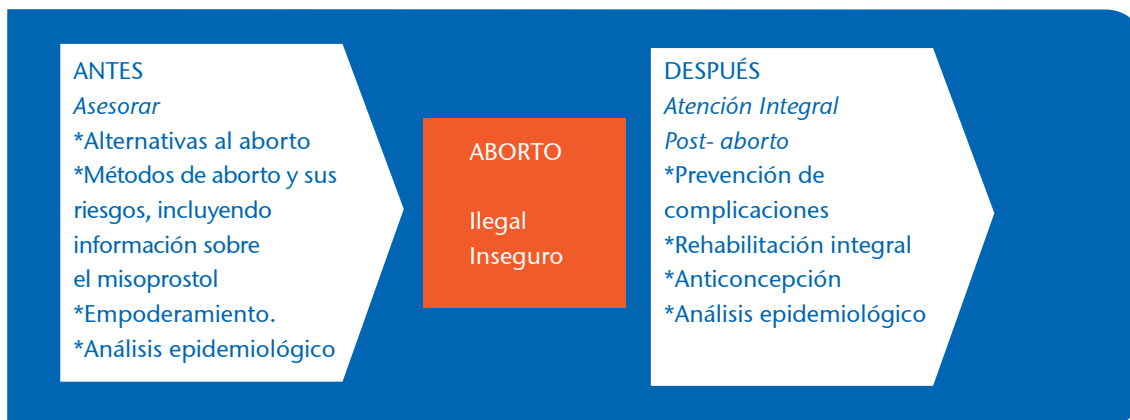 ANTES
Asesorar
*Alternativas al aborto
*Métodos de aborto y sus
riesgos, incluyendo
información sobre
el misoprostol
*Empoderamiento.
*Análisis epidemiológico
ABORTO
Ilegal
Inseguro
DESPUÉS
Atención Integral
Post- aborto
*Prevención de
complicaciones
*Rehabilitación integral
*Anticoncepción
*Análisis epidemiológico